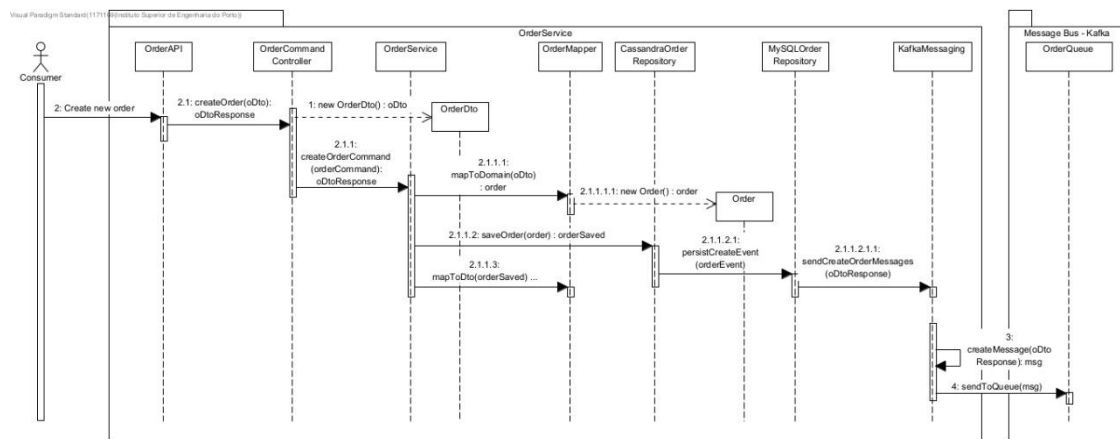 Visual Paradigm Standard(1171169(Instituto Superior de Engenharia do Porto))
OrderService
Message Bus - Kafka
Consumer
OrderAPI
OrderCommand
Controller
OrderService
OrderMapper
CassandraOrder
Repository
MySQLOrder
Repository
KafkaMessaging
OrderQueue
2: Create new order
2.1: createOrder(oDto):
oDtoResponse
1: new OrderDto() : oDto
OrderDto
2.1.1:
createOrderCommand
(orderCommand):
oDtoResponse
2.1.1.1:
mapToDomain(oDto)
: order
2.1.1.1.1: new Order() : order
Order
2.1.1.2: saveOrder(order) : orderSaved
2.1.1.2.1:
persistCreateEvent
(orderEvent)
2.1.1.2.1.1:
sendCreateOrderMessages
(oDtoResponse)
2.1.1.3:
mapToDto(orderSaved) ...
3:
createMessage(oDto
Response): msg
4: sendToQueue(msg)